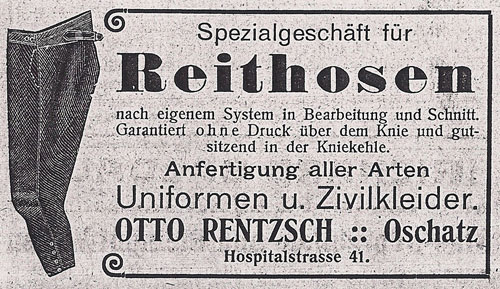 Spezialgeschäft für
Reithosen
nach eigenem System in Bearbeitung und Schnitt.
Garantiert ohne Druck über dem Knie und gut-
sitzend in der Kniekehle.
Anfertigung aller Arten
Uniformen u. Zivilkleider.
OTTO RENTZSCH :: Oschatz
Hospitalstrasse 41.